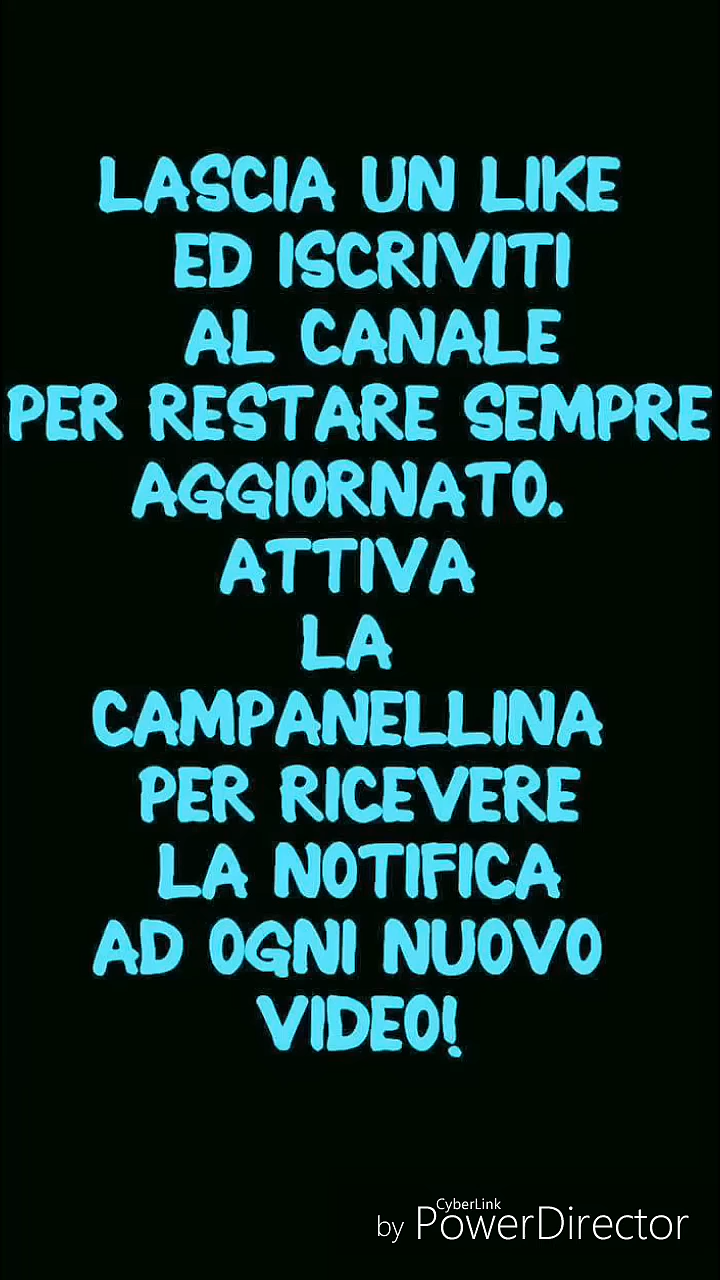 LASCIA UN LIKE
ED ISCRIVITI
AL CANALE
PER RESTARE SEMPRE
AGGIORNATO.
ATTIVA
LA
CAMPANELLINA
PER RICEVERE
LA NOTIFICA
AD OGNI NUOVO
VIDEO!
CyberLink
by PowerDirector